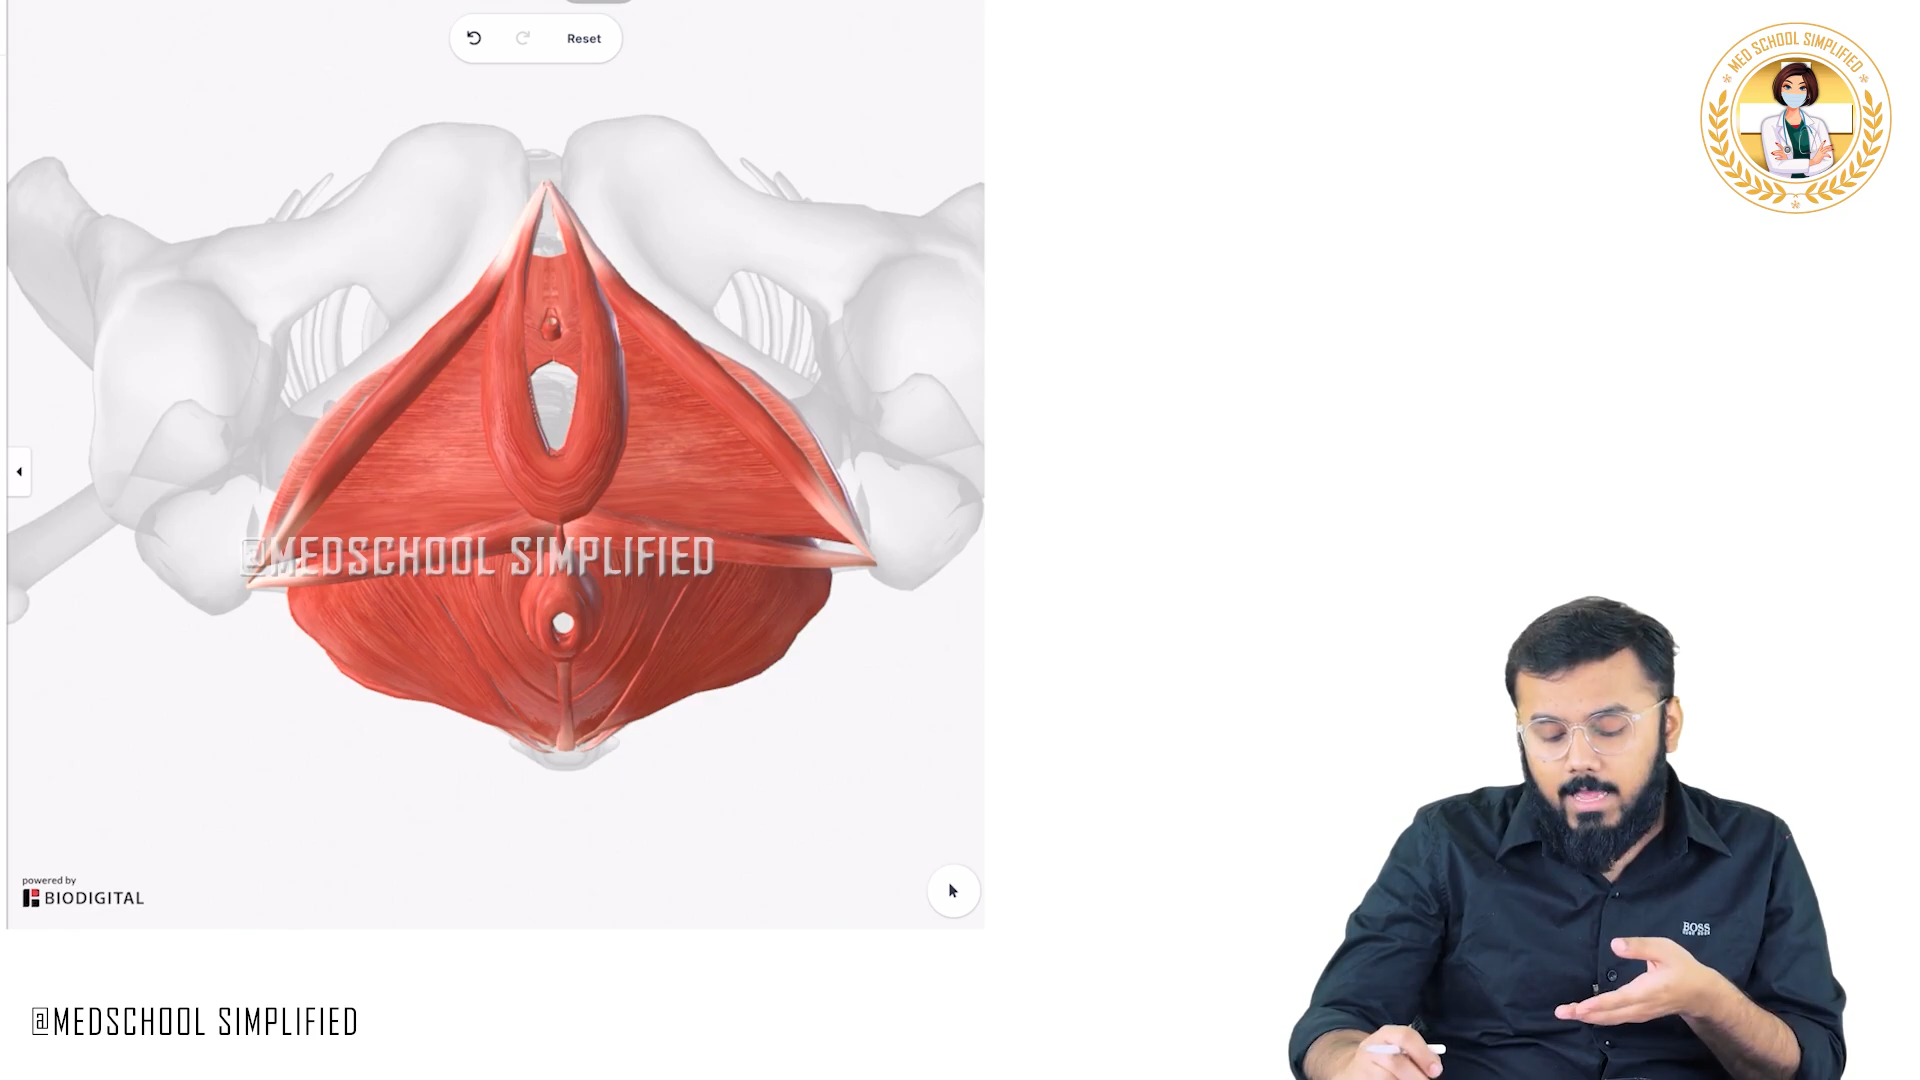 Reset
MED SCHOOL SIMPLIFIED
@MEDSCHOOL SIMPLIFIED
BOSS
powered by
BIODIGITAL
@MEDSCHOOL SIMPLIFIED